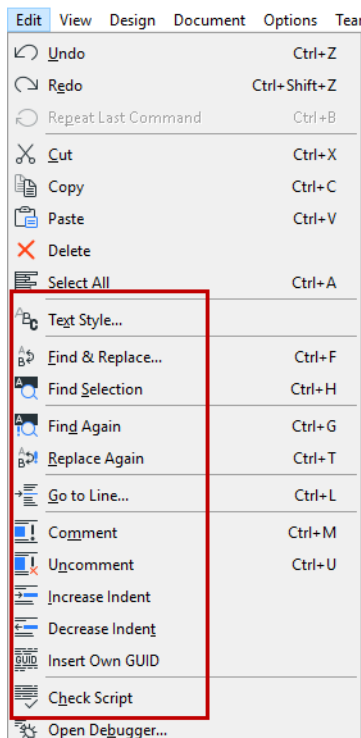 Edit View Design Document Options Tear
Undo Ctrl+Z
Redo Ctrl+Shift+Z
Repeat Last Command Ctrl+B
Cut Ctrl+X
Copy Ctrl+C
Paste Ctrl+V
Delete
Select All Ctrl+A
Text Style...
Find & Replace... Ctrl+F
Find Selection Ctrl+H
Find Again Ctrl+G
Replace Again Ctrl+T
Go to Line... Ctrl+L
Comment Ctrl+M
Uncomment Ctrl+U
Increase Indent
Decrease Indent
GUID Insert Own GUID
Check Script
Open Debugger...